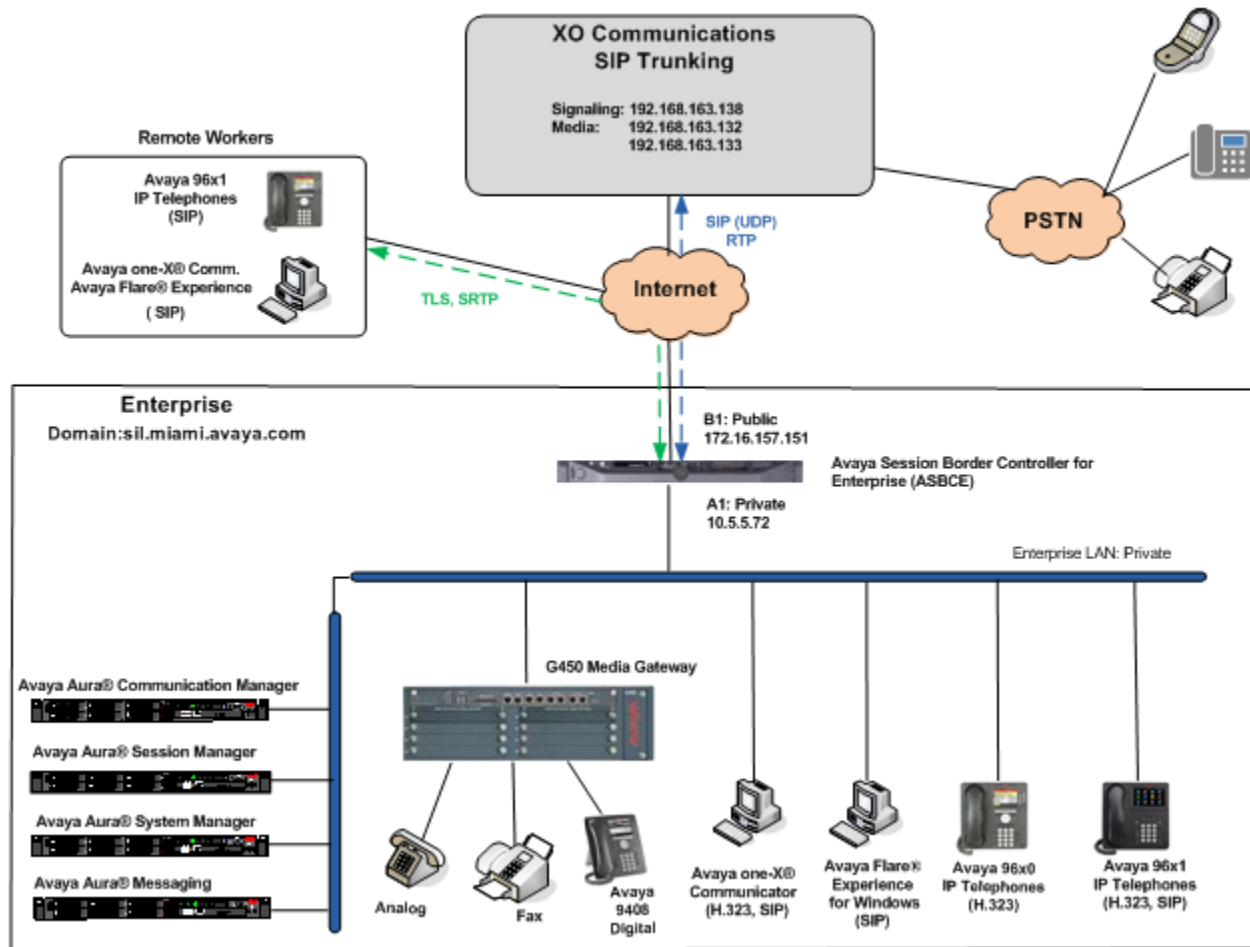 XO Communications
SIP Trunking
Signaling: 192.168.163.138
Media: 192.168.163.132
192.168.163.133
Remote Workers
Avaya 96x1
IP Telephones
(SIP)
Avaya one-X® Comm.
Avaya Flare® Experience
( SIP)
SIP (UDP)
RTP
PSTN
Internet
TLS, SRTP
Enterprise
Domain:sil.miami.avaya.com
B1: Public
172.16.157.151
Avaya Session Border Controller for
Enterprise (ASBCE)
A1: Private
10.5.5.72
Enterprise LAN: Private
G450 Media Gateway
Avaya Aura® Communication Manager
Avaya Aura® Session Manager
Avaya Aura® System Manager
Avaya Aura® Messaging
Analog
Fax
Avaya
9408
Digital
Avaya one-X®
Communicator
(H.323, SIP)
Avaya Flare®
Experience
for Windows
(SIP)
Avaya 96x0
IP Telephones
(H.323)
Avaya 96x1
IP Telephones
(H.323, SIP)